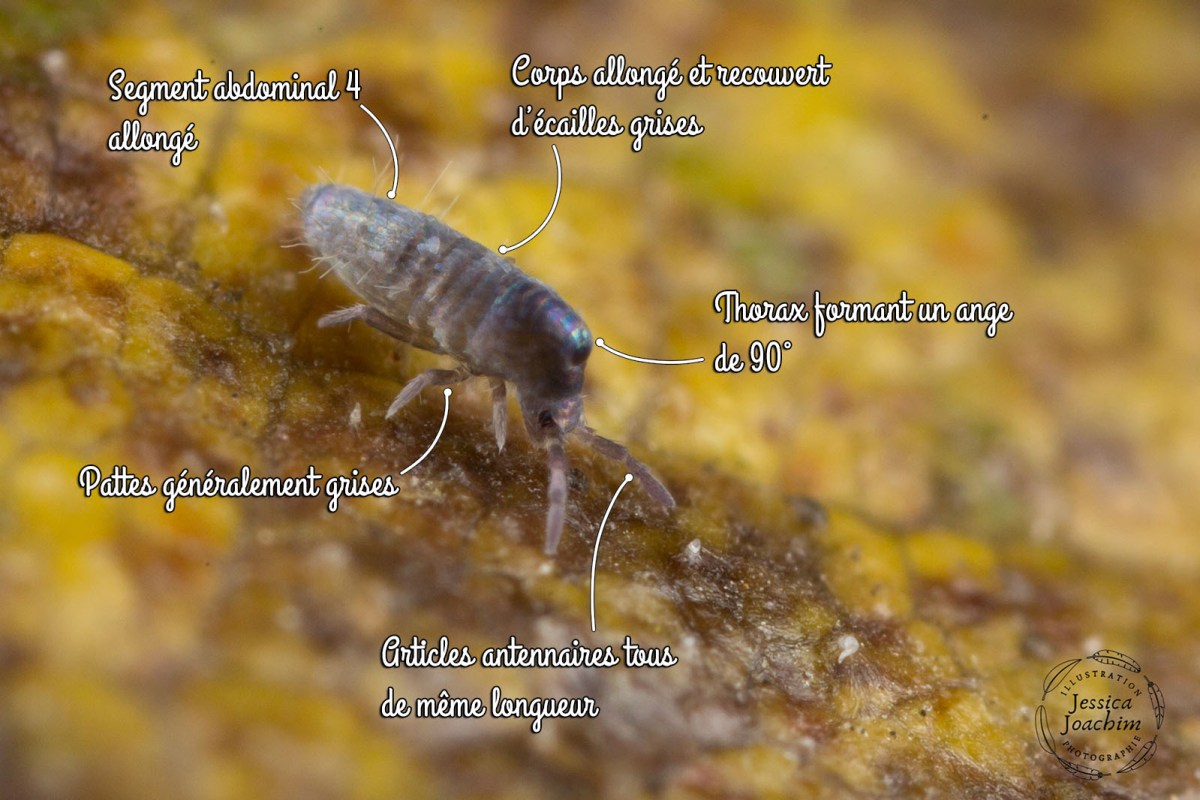 Segment abdominal 4
allongé
Corps allongé et recouvert
d'écailles grises
Thorax formant un ange
de 90°
Pattes généralement grises
Articles antennaires tous
de même longueur
ILLUSTRATION
Jessica
Joachim
PHOTOGRAPHIE